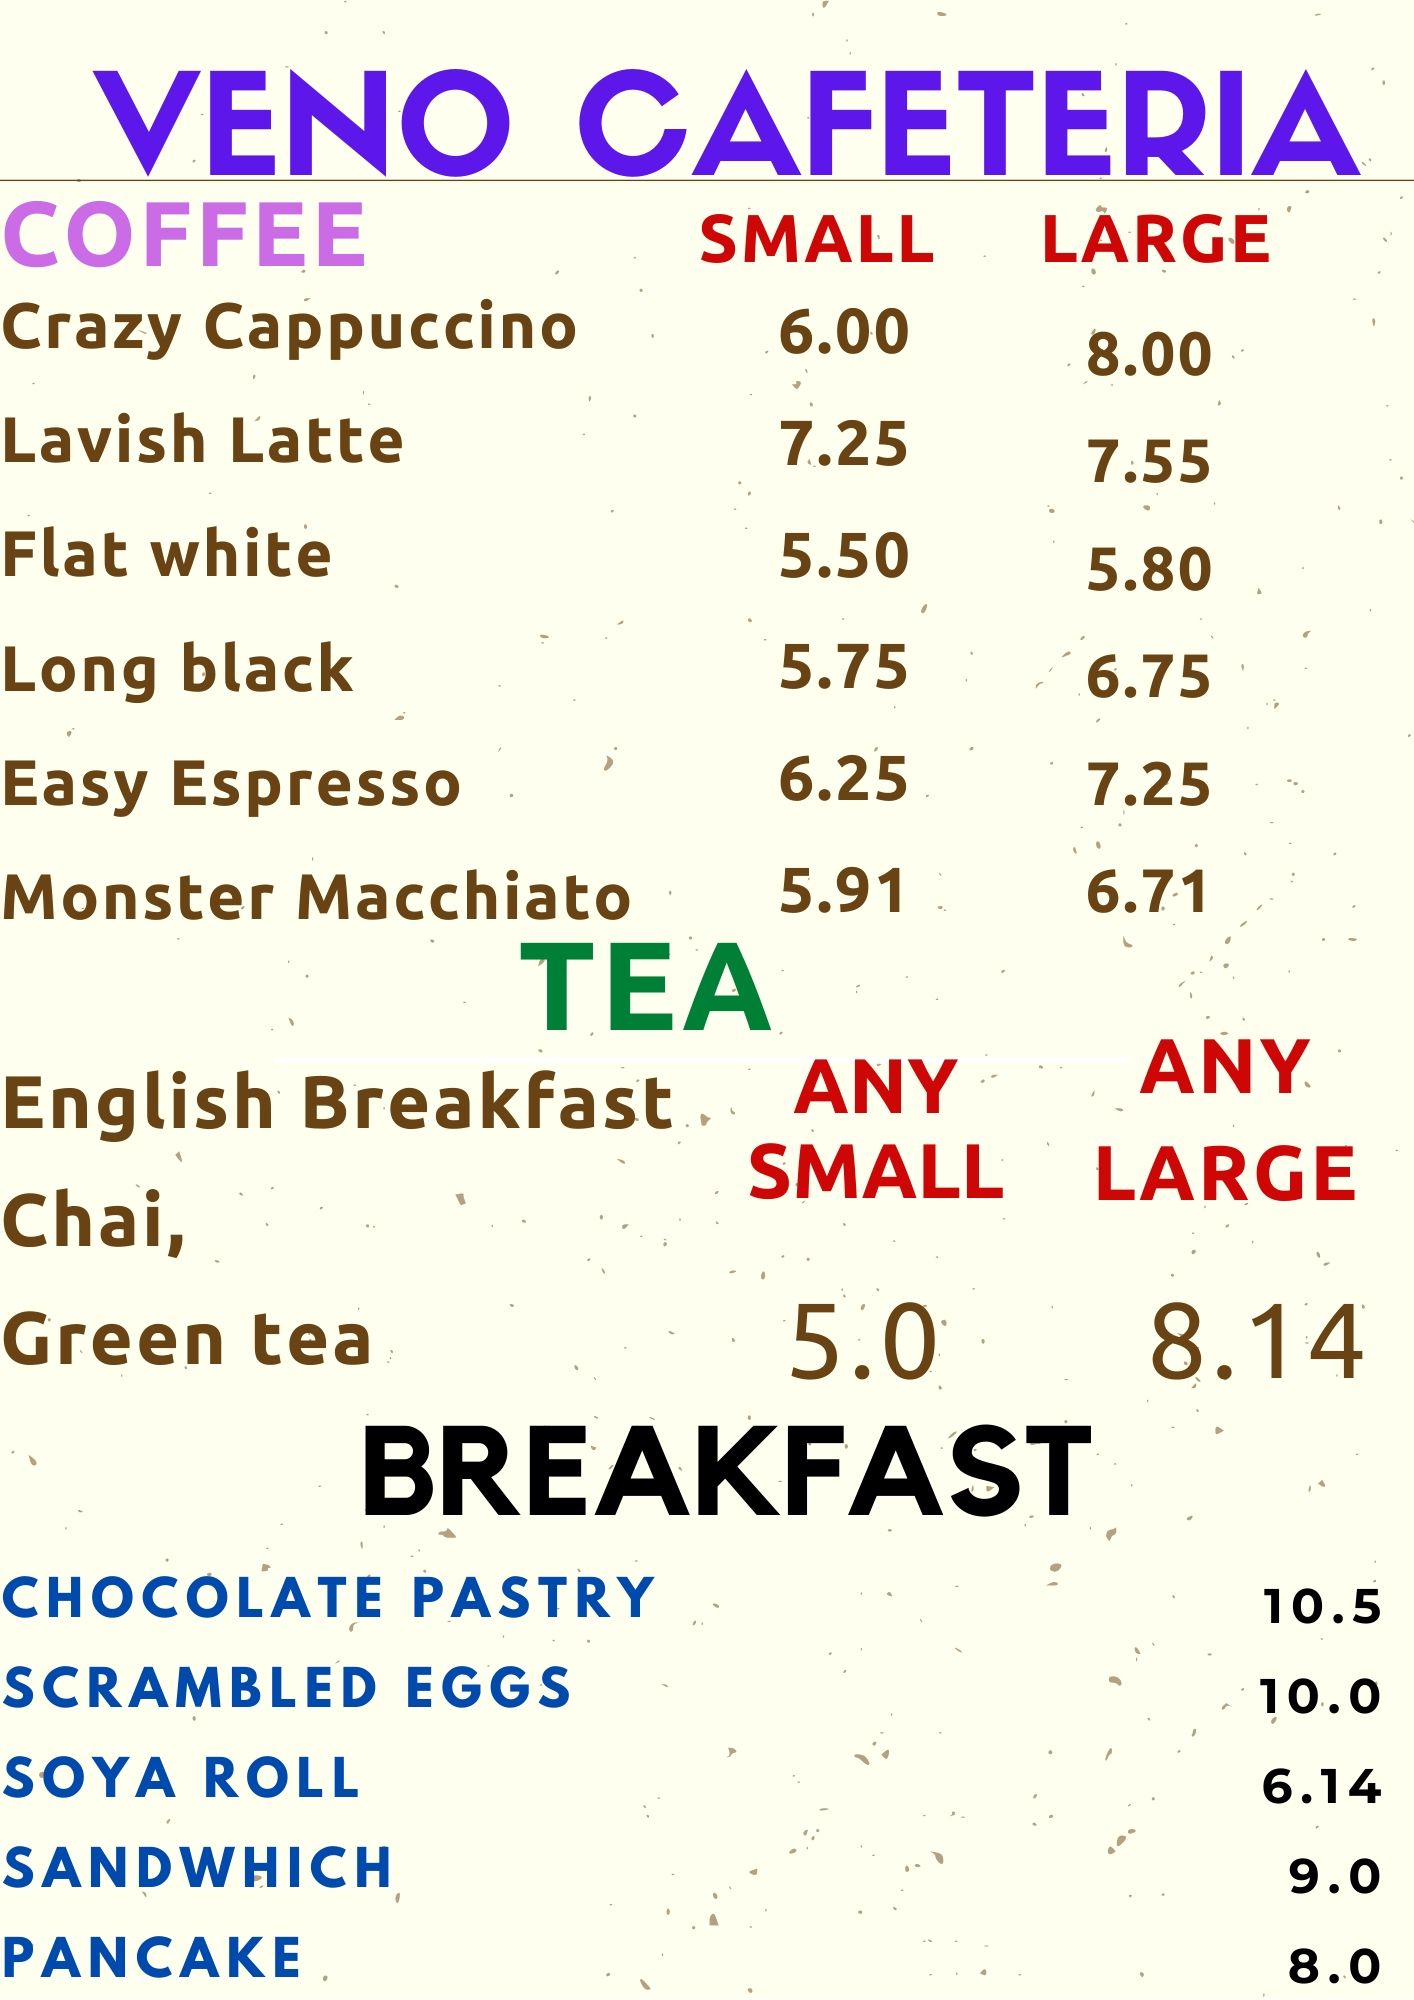 VENO CAFETERIA
COFFEE SMALL LARGE
Crazy Cappuccino 6.00 8.00
Lavish Latte 7.25 7.55
Flat white 5.50 5.80
Long black 5.75 6.75
Easy Espresso 6.25 7.25
Monster Macchiato 5.91 6.71
TEA
English Breakfast ANY ANY
Chai, SMALL LARGE
Green tea 5.0 8.14
BREAKFAST
CHOCOLATE PASTRY 10.5
SCRAMBLED EGGS 10.0
SOYA ROLL 6.14
SANDWHICH 9.0
PANCAKE 8.0